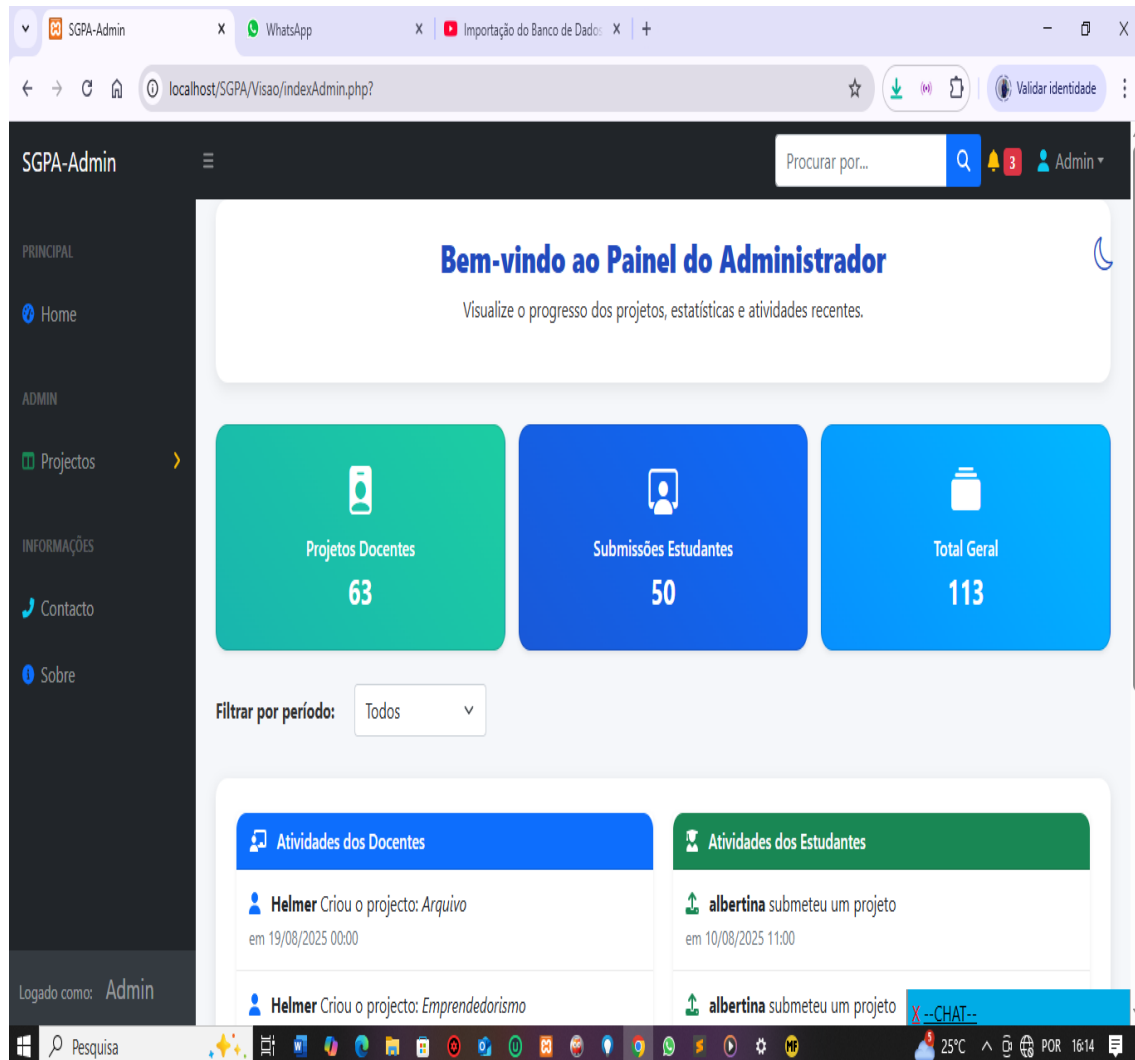 SGPA-Admin
WhatsApp
Importação do Banco de Dados
localhost/SGPA/Visao/indexAdmin.php?
Validar identidade
SGPA-Admin
Procurar por...
3
Admin
PRINCIPAL
Home
ADMIN
Projectos
INFORMAÇÕES
Contacto
Sobre
Logado como: Admin
Bem-vindo ao Painel do Administrador
Visualize o progresso dos projetos, estatísticas e atividades recentes.
Projetos Docentes
63
Submissões Estudantes
50
Total Geral
113
Filtrar por período:
Todos
Atividades dos Docentes
Helmer Criou o projecto: Arquivo
em 19/08/2025 00:00
Helmer Criou o projecto: Emprendedorismo
Atividades dos Estudantes
albertina submeteu um projeto
em 10/08/2025 11:00
albertina submeteu um projeto
X --CHAT--
Pesquisa
5
25°C
POR
16:14